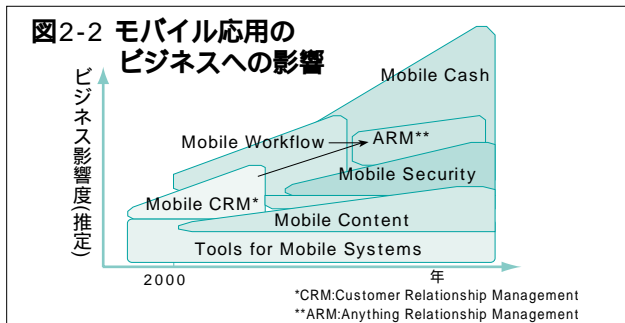 図2-2 モバイル応用の
ビジネスへの影響
ビジネス影響度(推定)
Mobile Cash
Mobile Workflow
ARM**
Mobile Security
Mobile CRM*
Mobile Content
Tools for Mobile Systems
2000
年
*CRM:Customer Relationship Management
**ARM:Anything Relationship Management